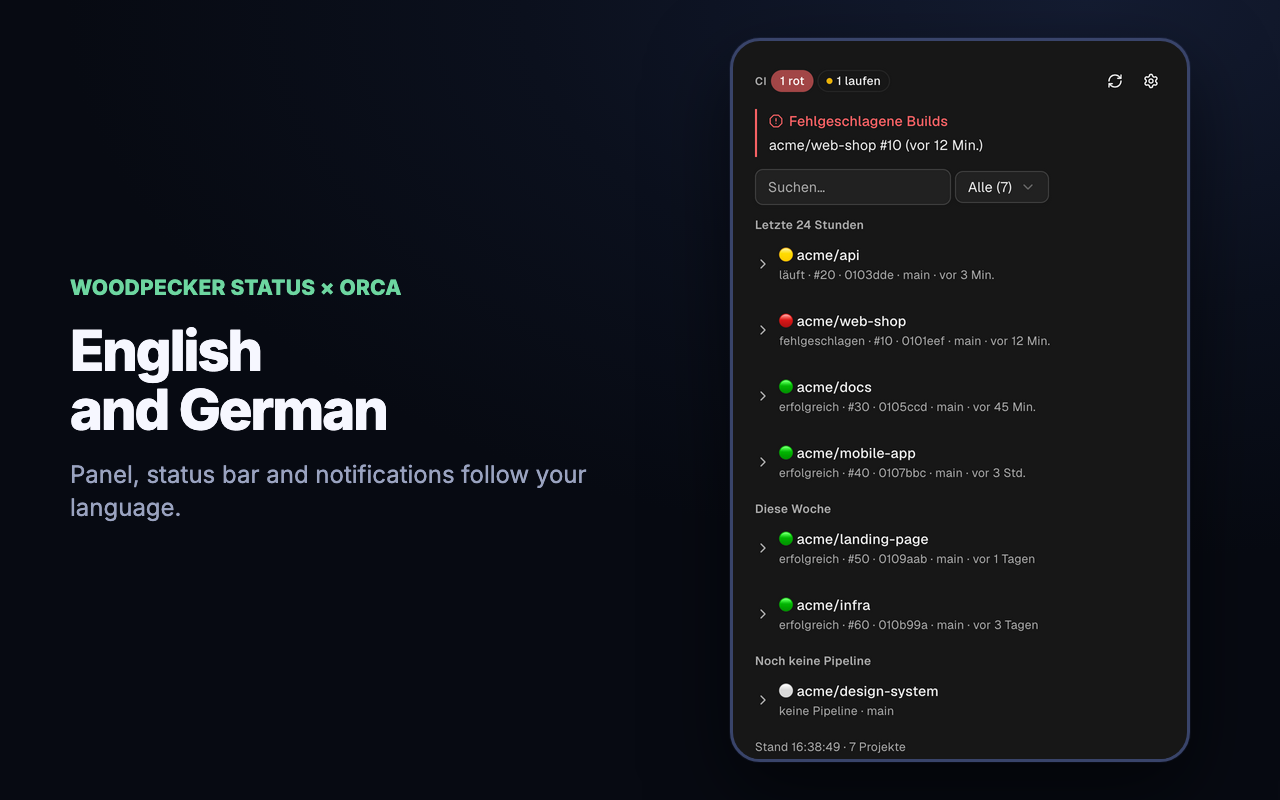 WOODPECKER STATUS × ORCA
English
and German
Panel, status bar and notifications follow your
language.
CI 1 rot 1 laufen
Fehlgeschlagene Builds
acme/web-shop #10 (vor 12 Min.)
Suchen... Alle (7)
Letzte 24 Stunden
acme/api
läuft · #20 · 0103dde · main · vor 3 Min.
acme/web-shop
fehlgeschlagen · #10 · 0101eef · main · vor 12 Min.
acme/docs
erfolgreich · #30 · 0105ccd · main · vor 45 Min.
acme/mobile-app
erfolgreich · #40 · 0107bbc · main · vor 3 Std.
Diese Woche
acme/landing-page
erfolgreich · #50 · 0109aab · main · vor 1 Tagen
acme/infra
erfolgreich · #60 · 010b99a · main · vor 3 Tagen
Noch keine Pipeline
acme/design-system
keine Pipeline · main
Stand 16:38:49 · 7 Projekte